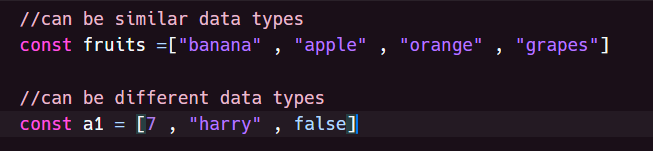 //can be similar data types
const fruits =["banana" , "apple" , "orange" , "grapes"]
//can be different data types
const a1 = [7 , "harry" , false]